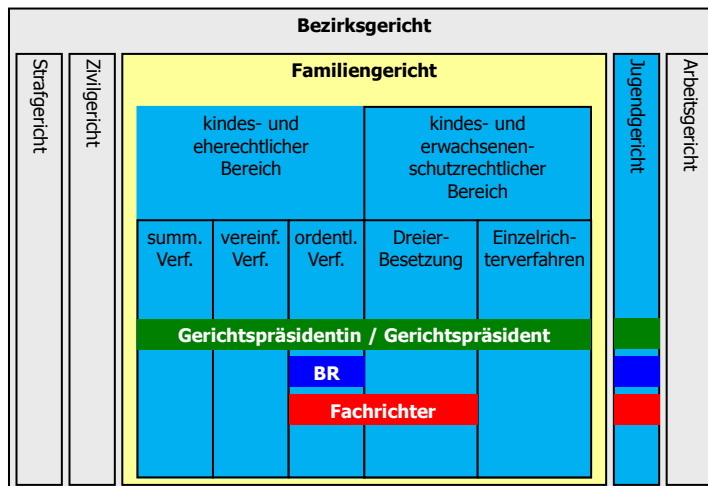 Bezirksgericht
Strafgericht
Zivilgericht
Familiengericht
kindes- und
eherechtlicher
Bereich
kindes- und
erwachsenen-
schutzrechtlicher
Bereich
summ.
Verf.
vereinf.
Verf.
ordentl.
Verf.
Dreier-
Besetzung
Einzelrich-
terverfahren
Gerichtspräsidentin / Gerichtspräsident
BR
Fachrichter
Jugendgericht
Arbeitsgericht